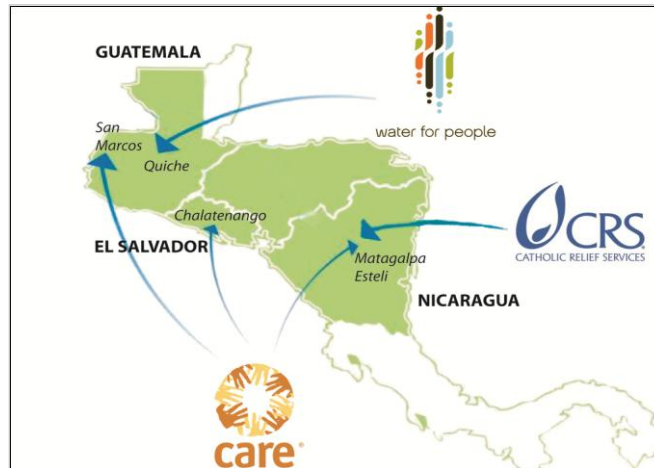 GUATEMALA
San
Marcos
Quiche
water for people
Chalatenango
EL SALVADOR
CRS
CATHOLIC RELIEF SERVICES
Matagalpa
Esteli
NICARAGUA
care®